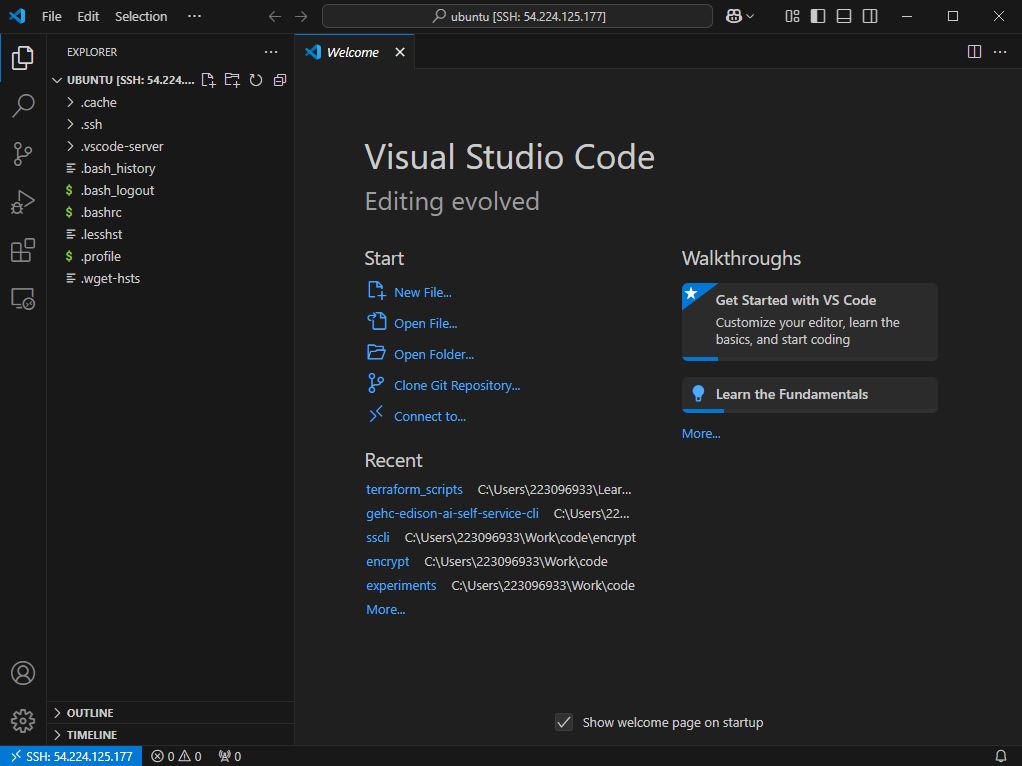 File Edit Selection ···
ubuntu [SSH: 54.224.125.177]
EXPLORER ···
UBUNTU [SSH: 54.224....
.cache
.ssh
.vscode-server
.bash_history
$ .bash_logout
$ .bashrc
.lesshst
$ .profile
.wget-hsts
OUTLINE
TIMELINE
Welcome
Visual Studio Code
Editing evolved
Start
New File...
Open File...
Open Folder...
Clone Git Repository...
Connect to...
Recent
terraform_scripts C:\Users\223096933\Lear...
gehc-edison-ai-self-service-cli C:\Users\22...
sscli C:\Users\223096933\Work\code\encrypt
encrypt C:\Users\223096933\Work\code
experiments C:\Users\223096933\Work\code
More...
Walkthroughs
Get Started with VS Code
Customize your editor, learn the
basics, and start coding
Learn the Fundamentals
More...
Show welcome page on startup
SSH: 54.224.125.177 0 0 0